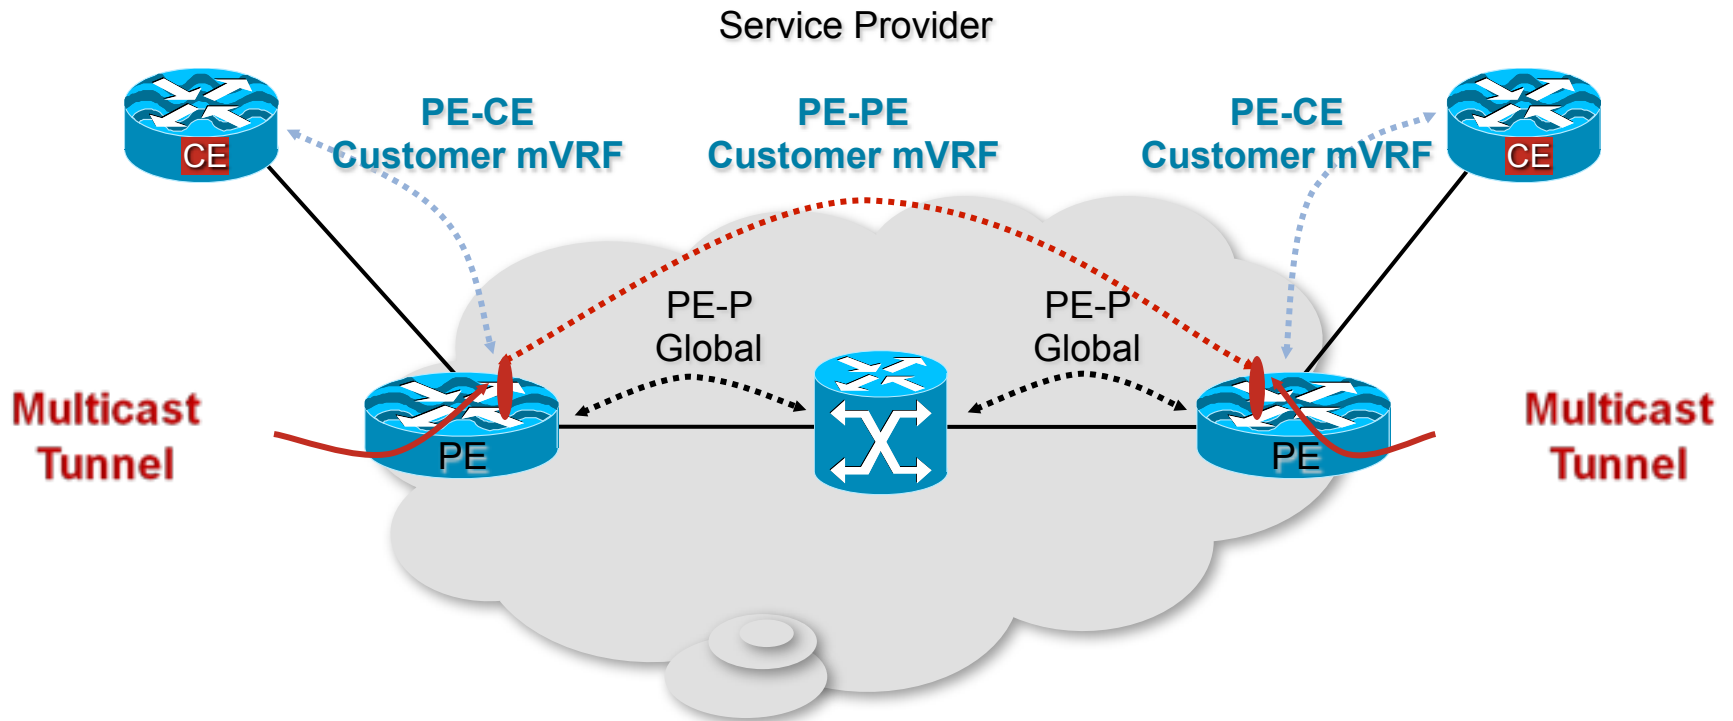 Service Provider
PE-CE
Customer mVRF
PE-PE
Customer mVRF
PE-CE
Customer mVRF
CE
CE
PE-P
Global
PE-P
Global
Multicast
Tunnel
PE
PE
Multicast
Tunnel